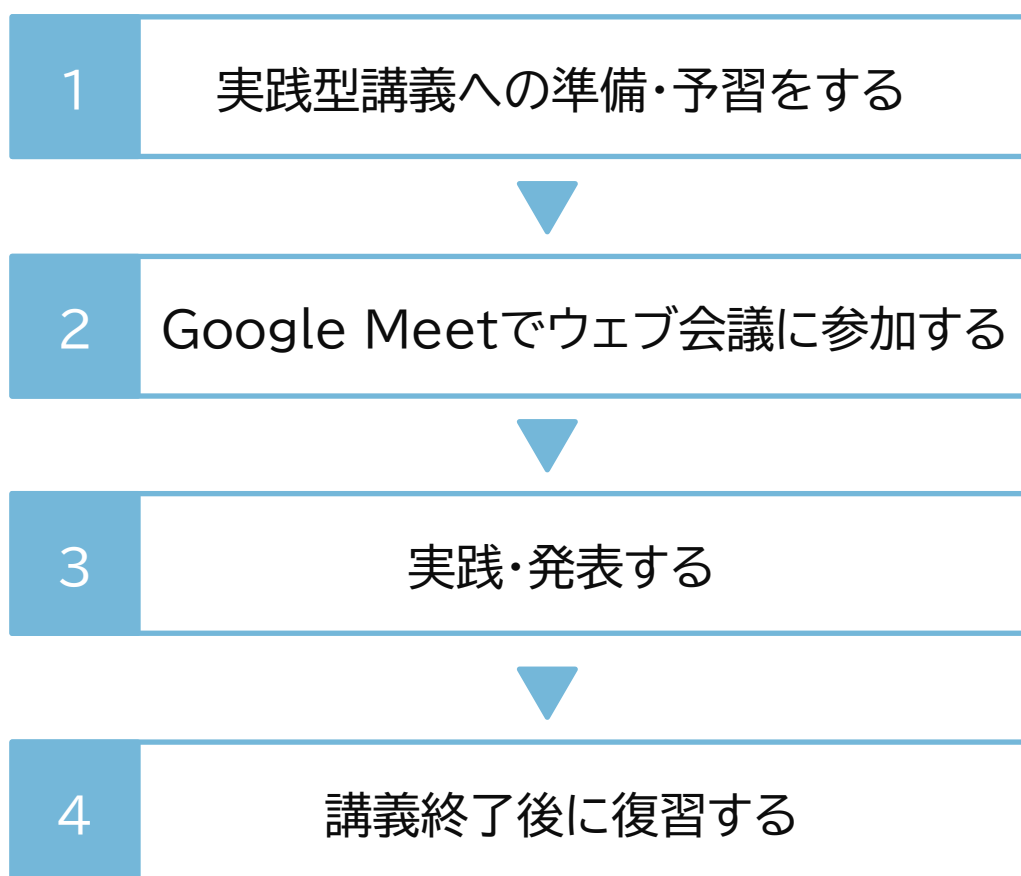 1 実践型講義への準備・予習をする
2 Google Meetでウェブ会議に参加する
3 実践・発表する
4 講義終了後に復習する